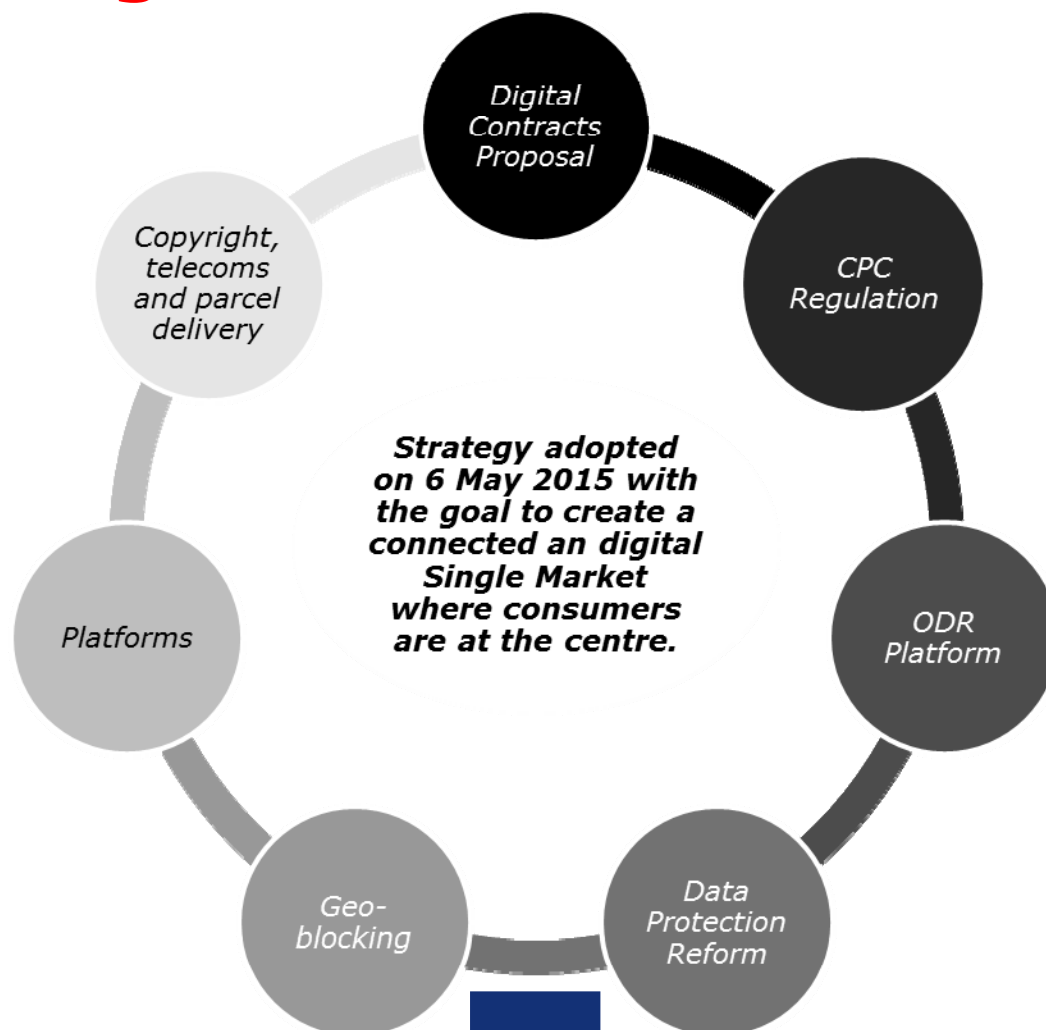 Digital
Contracts
Proposal
CPC
Regulation
ODR
Platform
Data
Protection
Reform
Geo-
blocking
Platforms
Copyright,
telecoms
and parcel
delivery
Strategy adopted
on 6 May 2015 with
the goal to create a
connected an digital
Single Market
where consumers
are at the centre.